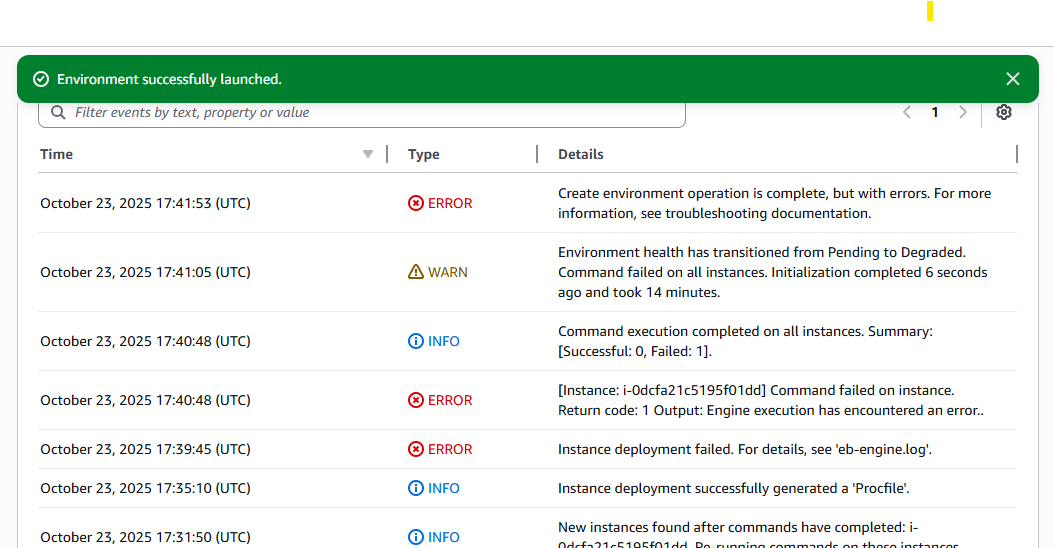 Environment successfully launched.
Filter events by text, property or value
1
Time
Type
Details
October 23, 2025 17:41:53 (UTC)
ERROR
Create environment operation is complete, but with errors. For more
information, see troubleshooting documentation.
October 23, 2025 17:41:05 (UTC)
WARN
Environment health has transitioned from Pending to Degraded.
Command failed on all instances. Initialization completed 6 seconds
ago and took 14 minutes.
October 23, 2025 17:40:48 (UTC)
INFO
Command execution completed on all instances. Summary:
[Successful: 0, Failed: 1].
October 23, 2025 17:40:48 (UTC)
ERROR
[Instance: i-0dcfa21c5195f01dd] Command failed on instance.
Return code: 1 Output: Engine execution has encountered an error..
October 23, 2025 17:39:45 (UTC)
ERROR
Instance deployment failed. For details, see 'eb-engine.log'.
October 23, 2025 17:35:10 (UTC)
INFO
Instance deployment successfully generated a 'Procfile'.
October 23, 2025 17:31:50 (UTC)
INFO
New instances found after commands have completed: i-
0dcfa21c5195f01dd. Re-running commands on these instances